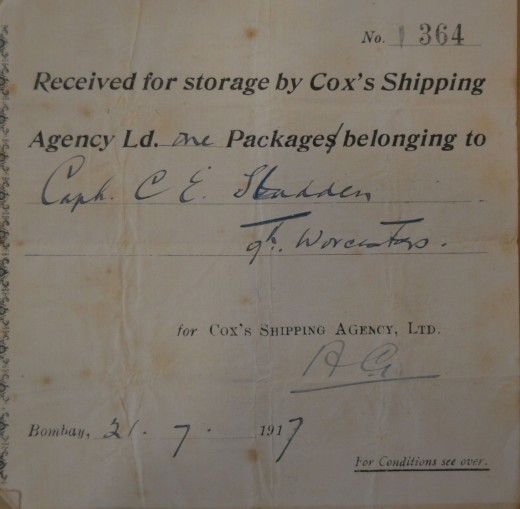 No. 1364
Received for storage by Cox's Shipping
Agency Ld. one Packages belonging to
Capt. C E. Studden
9th. Worcesters.
for COX'S SHIPPING AGENCY, LTD.
Bombay, 21. 7. 1917
For Conditions see over.